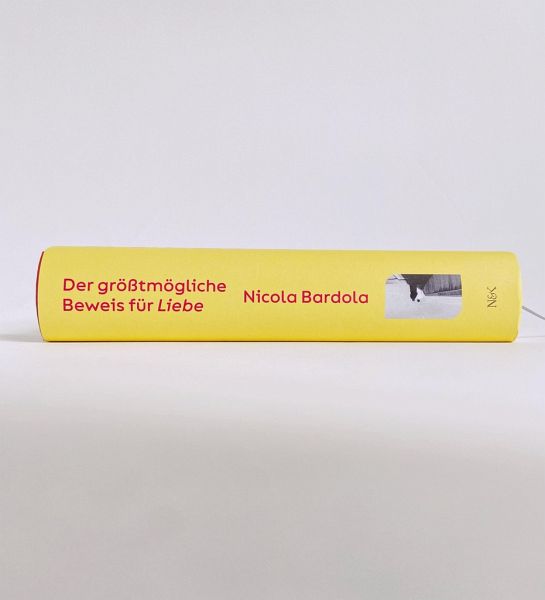 Der größtmögliche
Beweis für Liebe
Nicola Bardola
N&K